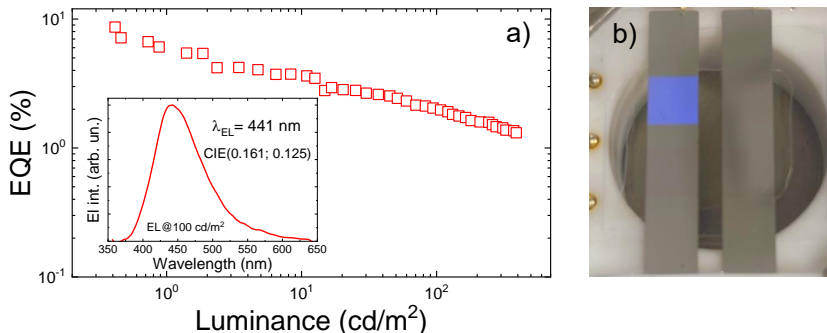 a)
b)
10¹
10⁰
10⁻¹
EQE (%)
λEL= 441 nm
CIE(0.161; 0.125)
El int. (arb. un.)
EL@100 cd/m²
350 400 450 500 550 600 650
Wavelength (nm)
10⁰ 10¹ 10²
Luminance (cd/m²)